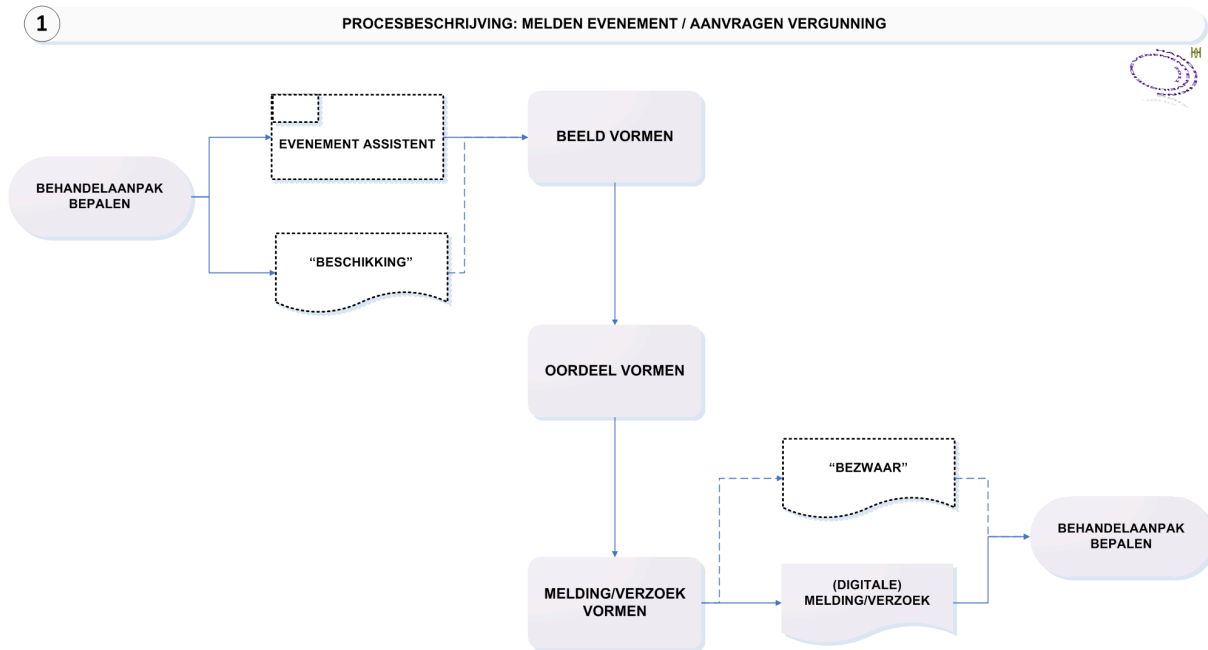 1
PROCESBESCHRIJVING: MELDEN EVENEMENT / AANVRAGEN VERGUNNING
BEHANDELAANPAK
BEPALEN
EVENEMENT ASSISTENT
“BESCHIKKING”
BEELD VORMEN
OORDEEL VORMEN
MELDING/VERZOEK
VORMEN
“BEZWAAR”
(DIGITALE)
MELDING/VERZOEK
BEHANDELAANPAK
BEPALEN